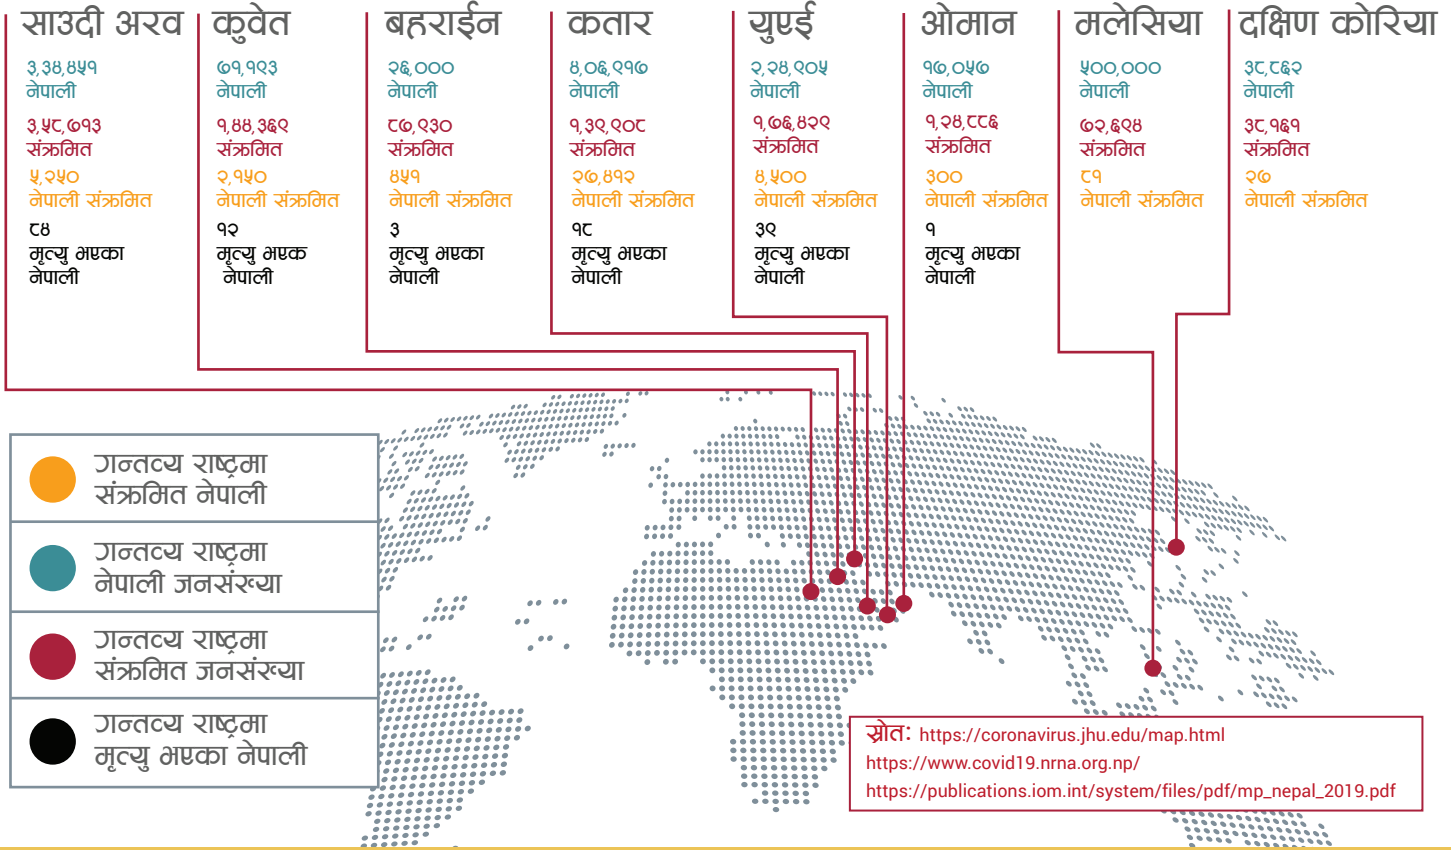 साउदी अरव
३,३४,४५१
नेपाली
३,५८,७१३
संक्रमित
५,२५०
नेपाली संक्रमित
८४
मृत्यु भएका
नेपाली
कुवेत
७१,१९३
नेपाली
१,४४,३६९
संक्रमित
२,१५०
नेपाली संक्रमित
१२
मृत्यु भएक
नेपाली
बहराईन
२६,०००
नेपाली
८७,९३०
संक्रमित
४५१
नेपाली संक्रमित
३
मृत्यु भएका
नेपाली
कतार
४,०६,९१७
नेपाली
१,३९,९०८
संक्रमित
२७,४१२
नेपाली संक्रमित
१८
मृत्यु भएका
नेपाली
युएई
२,२४,९०५
नेपाली
१,७६,४२९
संक्रमित
४,५००
नेपाली संक्रमित
३९
मृत्यु भएका
नेपाली
ओमान
१७,०५७
नेपाली
१,२४,८८६
संक्रमित
३००
नेपाली संक्रमित
१
मृत्यु भएका
नेपाली
मलेसिया
५००,०००
नेपाली
७२,६९४
संक्रमित
८१
नेपाली संक्रमित
दक्षिण कोरिया
३८,८६२
नेपाली
३८,१६१
संक्रमित
२७
नेपाली संक्रमित
गन्तव्य राष्ट्रमा
संक्रमित नेपाली
गन्तव्य राष्ट्रमा
नेपाली जनसंख्या
गन्तव्य राष्ट्रमा
संक्रमित जनसंख्या
गन्तव्य राष्ट्रमा
मृत्यु भएका नेपाली
स्रोत: https://coronavirus.jhu.edu/map.html
https://www.covid19.nrna.org.np/
https://publications.iom.int/system/files/pdf/mp_nepal_2019.pdf